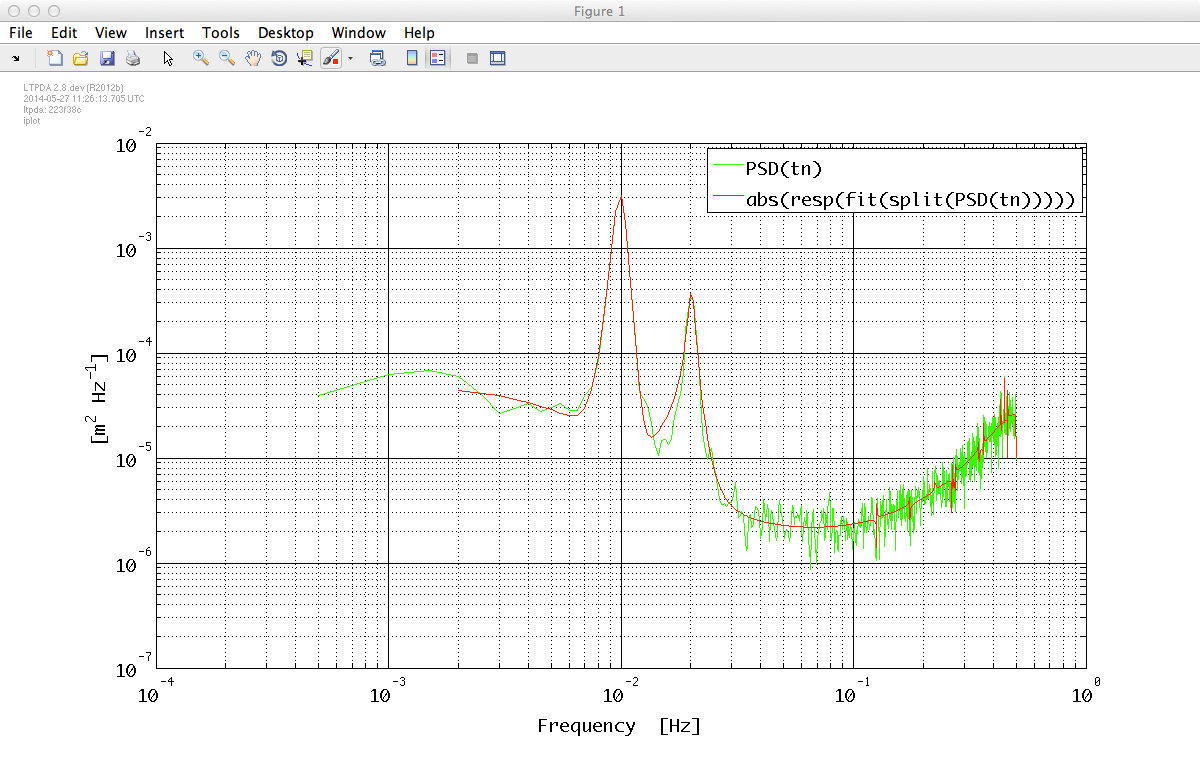 Figure 1
File Edit View Insert Tools Desktop Window Help
LTPDA 2.8.dev (R2012b)
2014-05-27 11:26:13.705 UTC
ltpda: 223f38c
iplot
PSD(tn)
abs(resp(fit(split(PSD(tn)))))
10^-2
10^-3
10^-4
10^-5
10^-6
10^-7
[m^2 Hz^-1]
10^-4 10^-3 10^-2 10^-1 10^0
Frequency [Hz]